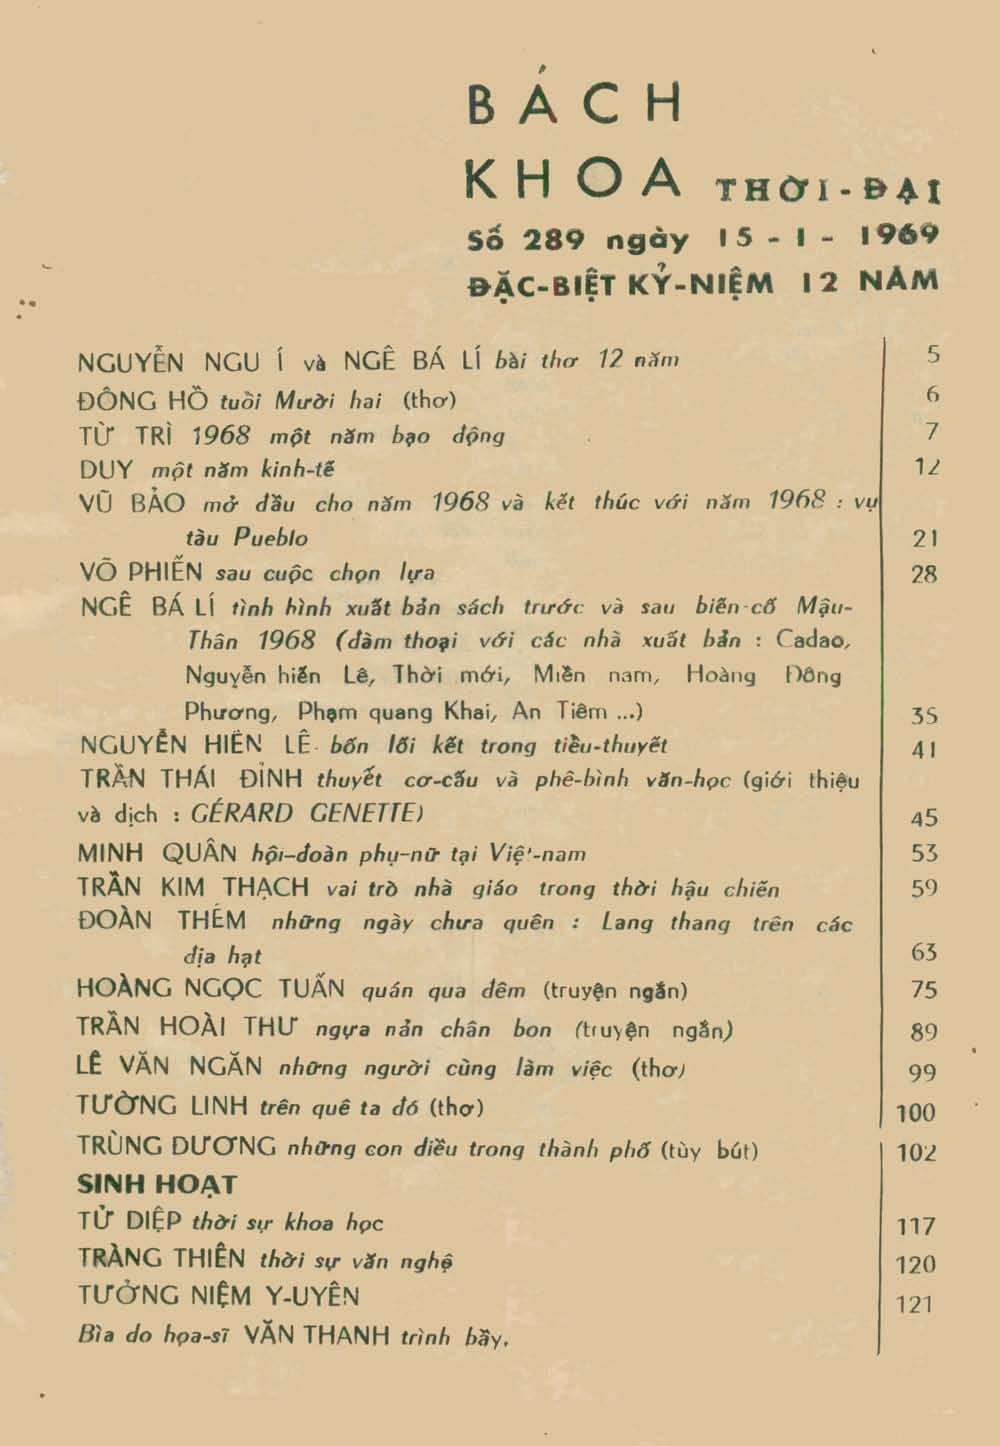 BÁCH
KHOA THỜI-ĐẠI
Số 289 ngày 15-1-1969
ĐẶC-BIỆT KỶ-NIỆM 12 NĂM
NGUYỄN NGU Í và NGÊ BÁ LÍ bài thơ 12 năm 5
ĐÔNG HỒ tuổi Mười hai (thơ) 6
TỪ TRÌ 1968 một năm bạo động 7
DUY một năm kinh-tế 12
VŨ BẢO mở đầu cho năm 1968 và kết thúc với năm 1968 : vụ
tàu Pueblo 21
VÕ PHIẾN sau cuộc chọn lựa 28
NGÊ BÁ LÍ tình hình xuất bản sách trước và sau biến-cố Mậu-
Thân 1968 (đàm thoại với các nhà xuất bản : Cadao,
Nguyễn hiến Lê, Thời mới, Miền nam, Hoàng Đông
Phương, Phạm quang Khai, An Tiêm ...) 35
NGUYỄN HIẾN LÊ bốn lối kết trong tiểu-thuyết 41
TRẦN THÁI ĐỈNH thuyết cơ-cấu và phê-bình văn-học (giới thiệu
và dịch : GÉRARD GENETTE) 45
MINH QUÂN hội-đoàn phụ-nữ tại Việt-nam 53
TRẦN KIM THẠCH vai trò nhà giáo trong thời hậu chiến 59
ĐOÀN THÊM những ngày chưa quên : Lang thang trên các
địa hạt 63
HOÀNG NGỌC TUẤN quán qua đêm (truyện ngắn) 75
TRẦN HOÀI THƯ ngựa nản chân bon (truyện ngắn) 89
LÊ VĂN NGĂN những người cùng làm việc (thơ) 99
TƯỜNG LINH trên quê ta đó (thơ) 100
TRÙNG DƯƠNG những con diều trong thành phố (tùy bút) 102
SINH HOẠT
TỬ DIỆP thời sự khoa học 117
TRÀNG THIÊN thời sự văn nghệ 120
TƯỞNG NIỆM Y-UYÊN 121
Bìa do họa-sĩ VĂN THANH trình bầy.